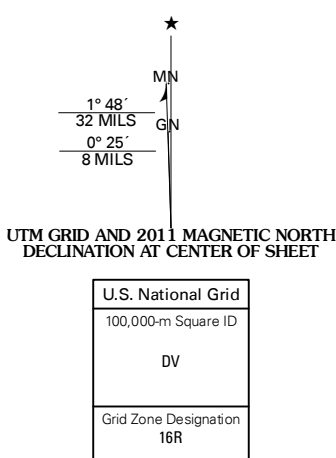 ★
MN
1° 48´
32 MILS
GN
0° 25´
8 MILS
UTM GRID AND 2011 MAGNETIC NORTH
DECLINATION AT CENTER OF SHEET
U.S. National Grid
100,000-m Square ID
DV
Grid Zone Designation
16R